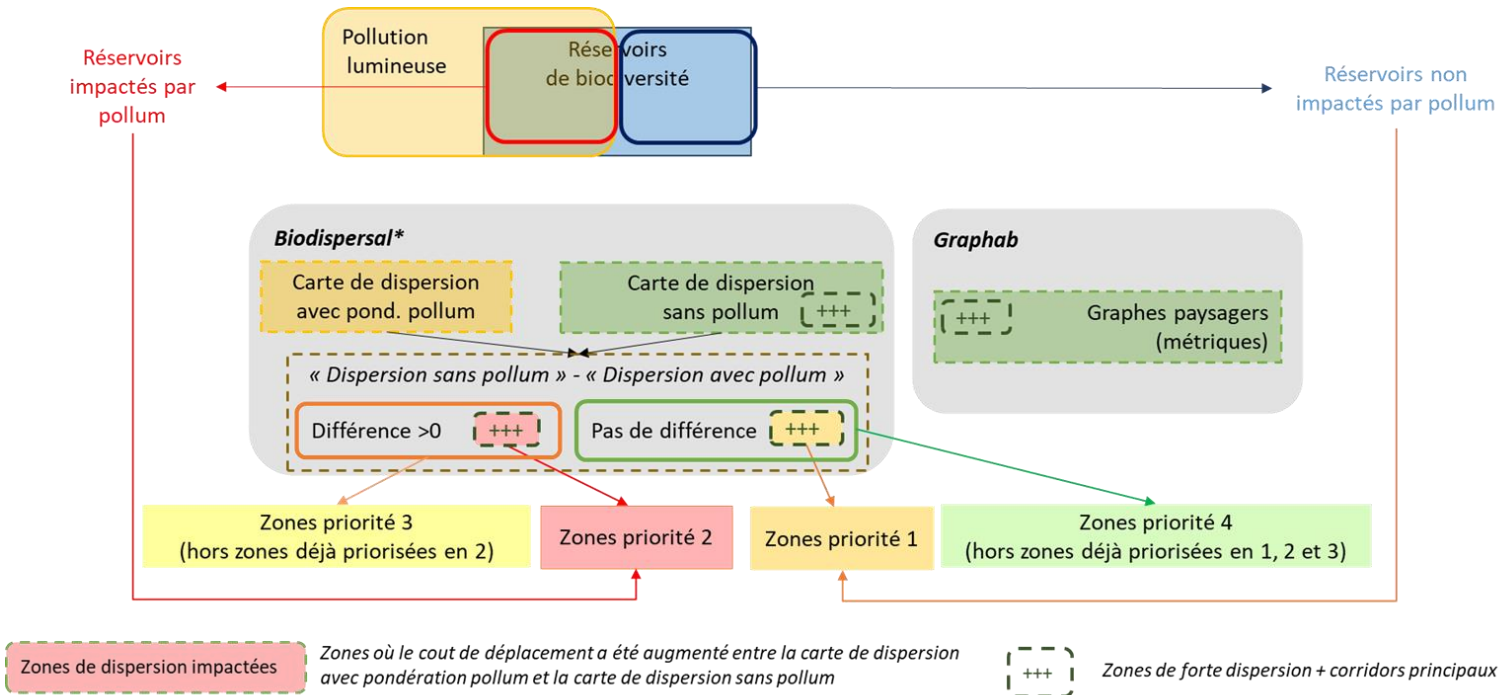 Pollution
lumineuse
Réservoirs
de biodiversité
Réservoirs
impactés par
pollum
Réservoirs non
impactés par pollum
Biodispersal*
Carte de dispersion
avec pond. pollum
Carte de dispersion
sans pollum
+++
« Dispersion sans pollum » - « Dispersion avec pollum »
Différence >0
+++
Pas de différence
+++
Graphab
+++
Graphes paysagers
(métriques)
Zones priorité 3
(hors zones déjà priorisées en 2)
Zones priorité 2
Zones priorité 1
Zones priorité 4
(hors zones déjà priorisées en 1, 2 et 3)
Zones de dispersion impactées
Zones où le cout de déplacement a été augmenté entre la carte de dispersion
avec pondération pollum et la carte de dispersion sans pollum
+++
Zones de forte dispersion + corridors principaux